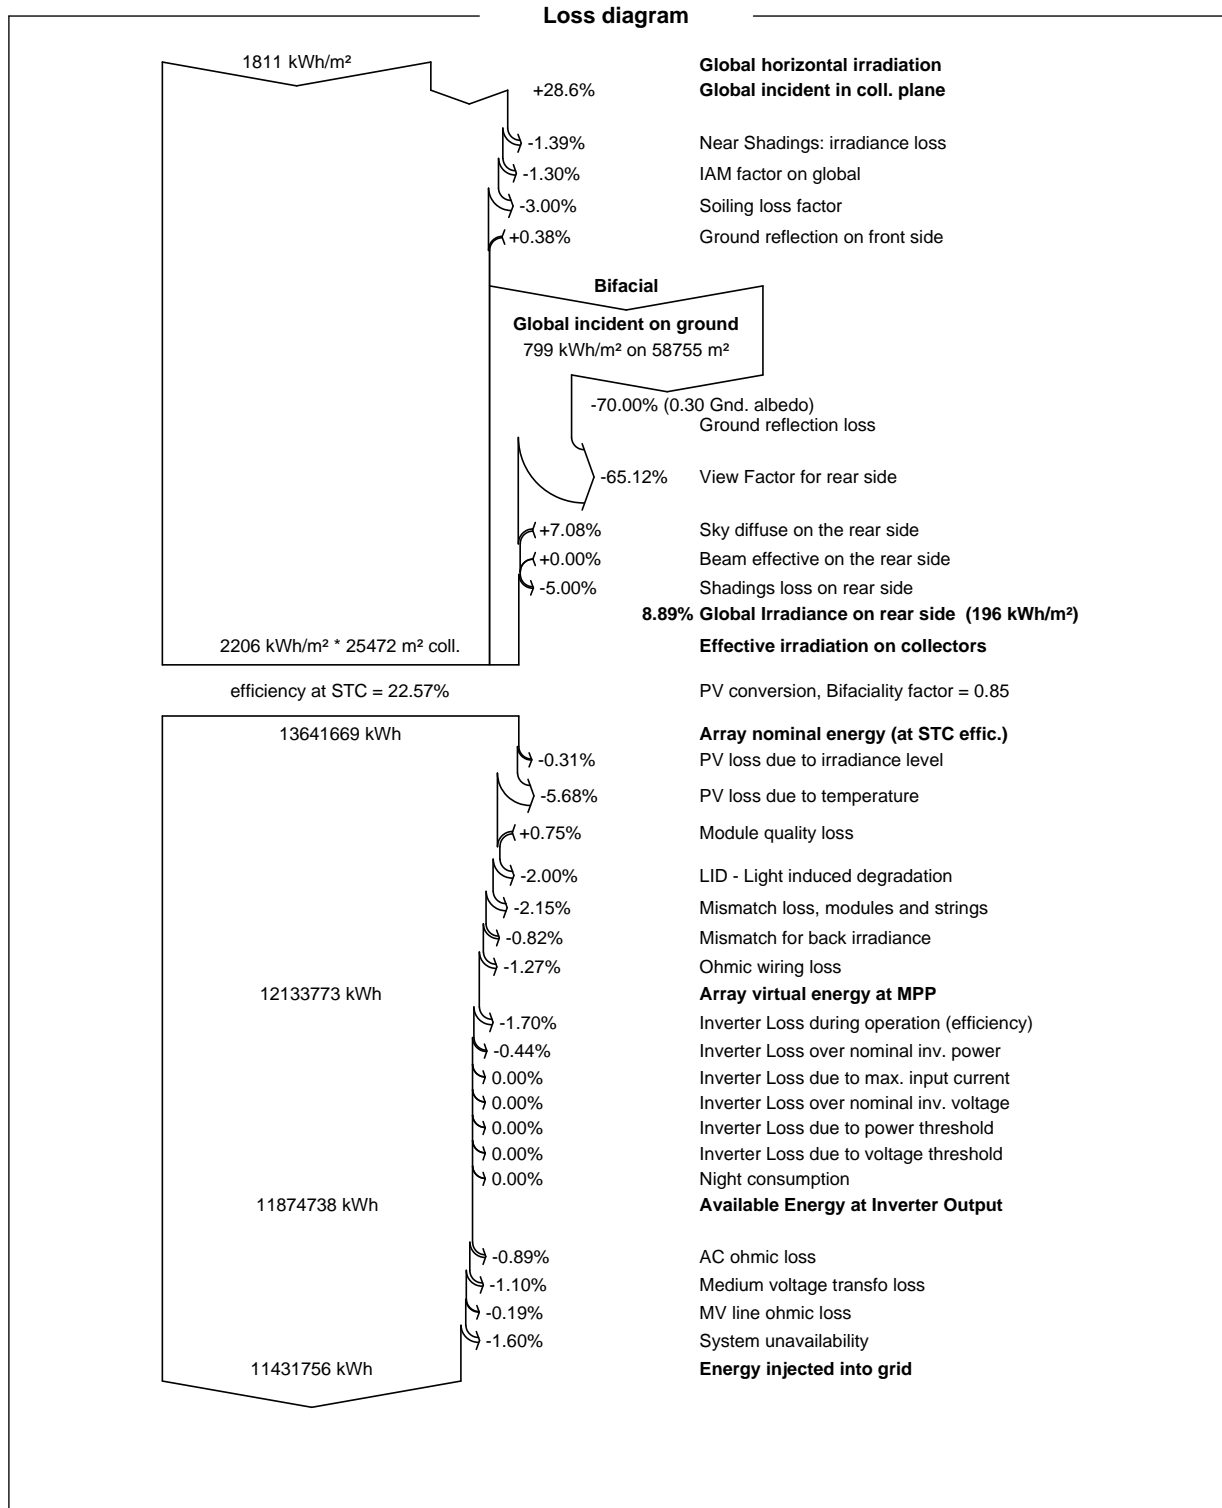 Loss diagram
1811 kWh/m² Global horizontal irradiation
+28.6% Global incident in coll. plane
-1.39% Near Shadings: irradiance loss
-1.30% IAM factor on global
-3.00% Soiling loss factor
+0.38% Ground reflection on front side
Bifacial
Global incident on ground
799 kWh/m² on 58755 m²
-70.00% (0.30 Gnd. albedo)
Ground reflection loss
-65.12% View Factor for rear side
+7.08% Sky diffuse on the rear side
+0.00% Beam effective on the rear side
-5.00% Shadings loss on rear side
8.89% Global Irradiance on rear side (196 kWh/m²)
2206 kWh/m² * 25472 m² coll. Effective irradiation on collectors
efficiency at STC = 22.57% PV conversion, Bifaciality factor = 0.85
13641669 kWh Array nominal energy (at STC effic.)
-0.31% PV loss due to irradiance level
-5.68% PV loss due to temperature
+0.75% Module quality loss
-2.00% LID - Light induced degradation
-2.15% Mismatch loss, modules and strings
-0.82% Mismatch for back irradiance
-1.27% Ohmic wiring loss
12133773 kWh Array virtual energy at MPP
-1.70% Inverter Loss during operation (efficiency)
-0.44% Inverter Loss over nominal inv. power
0.00% Inverter Loss due to max. input current
0.00% Inverter Loss over nominal inv. voltage
0.00% Inverter Loss due to power threshold
0.00% Inverter Loss due to voltage threshold
0.00% Night consumption
11874738 kWh Available Energy at Inverter Output
-0.89% AC ohmic loss
-1.10% Medium voltage transfo loss
-0.19% MV line ohmic loss
-1.60% System unavailability
11431756 kWh Energy injected into grid